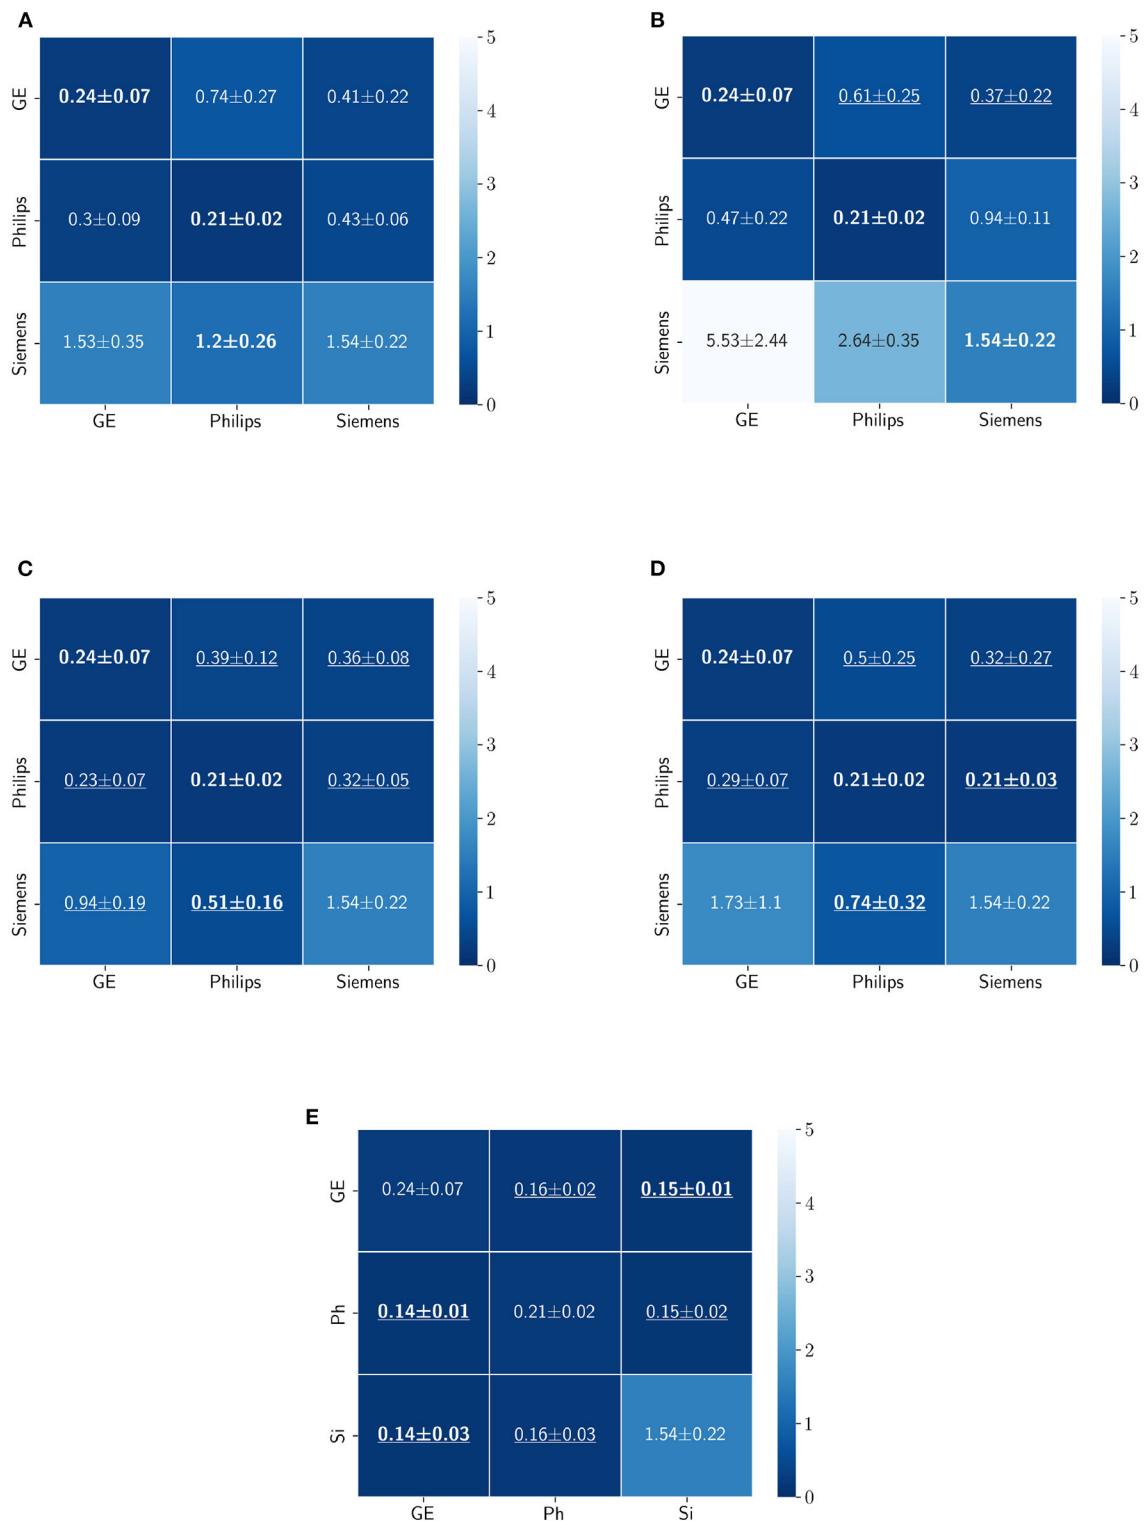 A
5
4
3
2
1
0
GE
0.24±0.07 0.74±0.27 0.41±0.22
Philips
0.3±0.09 0.21±0.02 0.43±0.06
Siemens
1.53±0.35 1.2±0.26 1.54±0.22
GE Philips Siemens
B
5
4
3
2
1
0
GE
0.24±0.07 0.61±0.25 0.37±0.22
Philips
0.47±0.22 0.21±0.02 0.94±0.11
Siemens
5.53±2.44 2.64±0.35 1.54±0.22
GE Philips Siemens
C
5
4
3
2
1
0
GE
0.24±0.07 0.39±0.12 0.36±0.08
Philips
0.23±0.07 0.21±0.02 0.32±0.05
Siemens
0.94±0.19 0.51±0.16 1.54±0.22
GE Philips Siemens
D
5
4
3
2
1
0
GE
0.24±0.07 0.5±0.25 0.32±0.27
Philips
0.29±0.07 0.21±0.02 0.21±0.03
Siemens
1.73±1.1 0.74±0.32 1.54±0.22
GE Philips Siemens
E
5
4
3
2
1
0
GE
0.24±0.07 0.16±0.02 0.15±0.01
Ph
0.14±0.01 0.21±0.02 0.15±0.02
Si
0.14±0.03 0.16±0.03 1.54±0.22
GE Ph Si